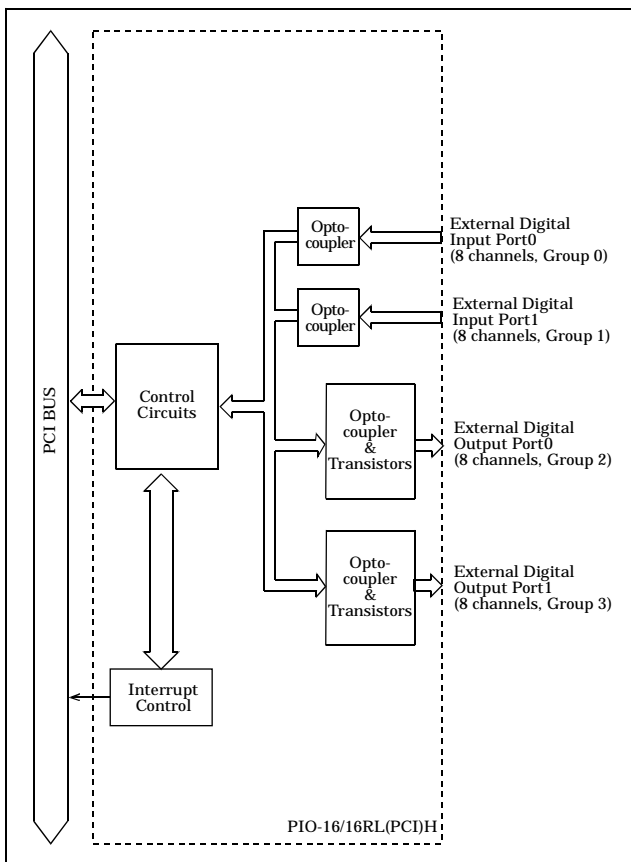 Opto-
coupler
External Digital
Input Port0
(8 channels, Group 0)
Opto-
coupler
External Digital
Input Port1
(8 channels, Group 1)
PCI BUS
Control
Circuits
Opto-
coupler
&
Transistors
External Digital
Output Port0
(8 channels, Group 2)
Opto-
coupler
&
Transistors
External Digital
Output Port1
(8 channels, Group 3)
Interrupt
Control
PIO-16/16RL(PCI)H